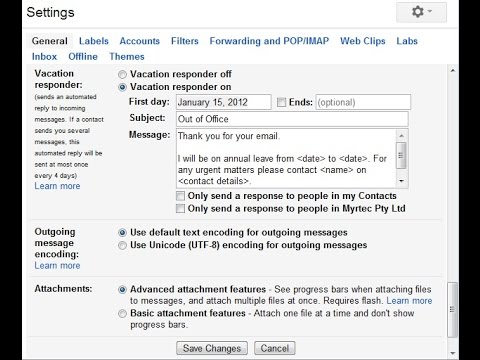 Settings
General Labels Accounts Filters Forwarding and POP/IMAP Web Clips Labs
Inbox Offline Themes
Vacation
responder:
(sends an automated
reply to incoming
messages. If a contact
sends you several
messages, this
automated reply will be
sent at most once
every 4 days)
Learn more
Vacation responder off
Vacation responder on
First day: January 15, 2012 Ends: (optional)
Subject: Out of Office
Message: Thank you for your email.
I will be on annual leave from <date> to <date>. For
any urgent matters please contact <name> on
<contact details>.
Only send a response to people in my Contacts
Only send a response to people in Myrtec Pty Ltd
Outgoing
message
encoding:
Learn more
Use default text encoding for outgoing messages
Use Unicode (UTF-8) encoding for outgoing messages
Attachments:
Advanced attachment features - See progress bars when attaching files
to messages, and attach multiple files at once. Requires flash. Learn more
Basic attachment features - Attach one file at a time and don't show
progress bars.
Save Changes Cancel